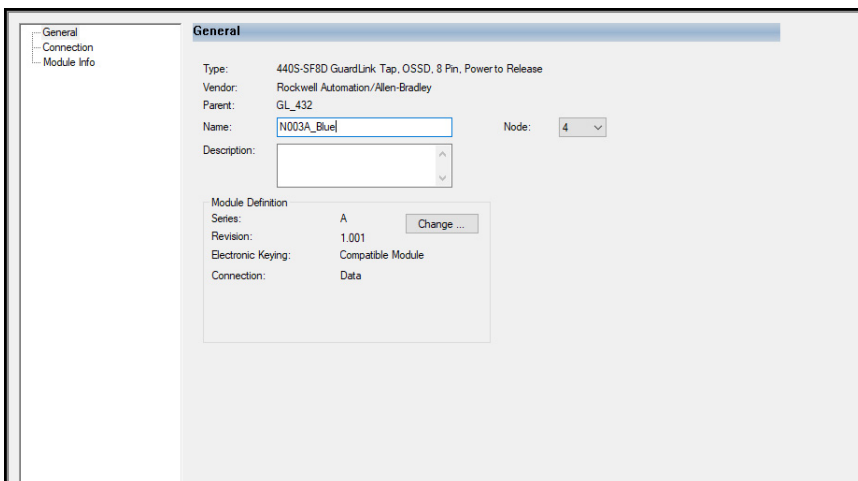 General
Connection
Module Info
General
Type: 440S-SF8D GuardLink Tap, OSSD, 8 Pin, Power to Release
Vendor: Rockwell Automation/Allen-Bradley
Parent: GL_432
Name: N003A_Blue Node: 4
Description:
Module Definition
Series: A Change ...
Revision: 1.001
Electronic Keying: Compatible Module
Connection: Data